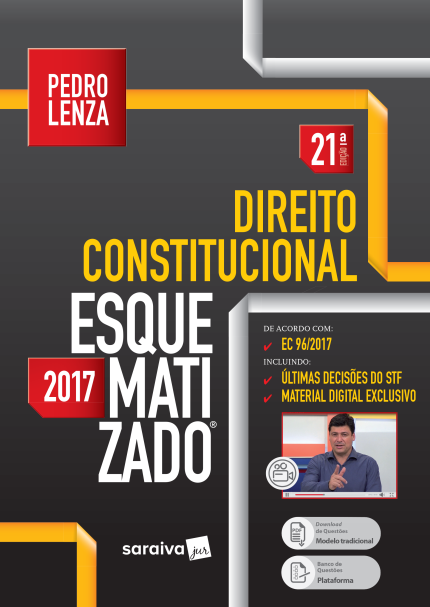 PEDRO
LENZA
21ª
EDIÇÃO
DIREITO
CONSTITUCIONAL
ESQUE
2017
MATI
ZADO®
DE ACORDO COM:
✔ EC 96/2017
INCLUINDO:
✔ ÚLTIMAS DECISÕES DO STF
✔ MATERIAL DIGITAL EXCLUSIVO
PDF
Download
de Questões
Modelo tradicional
Banco de
Questões
Plataforma
saraiva jur